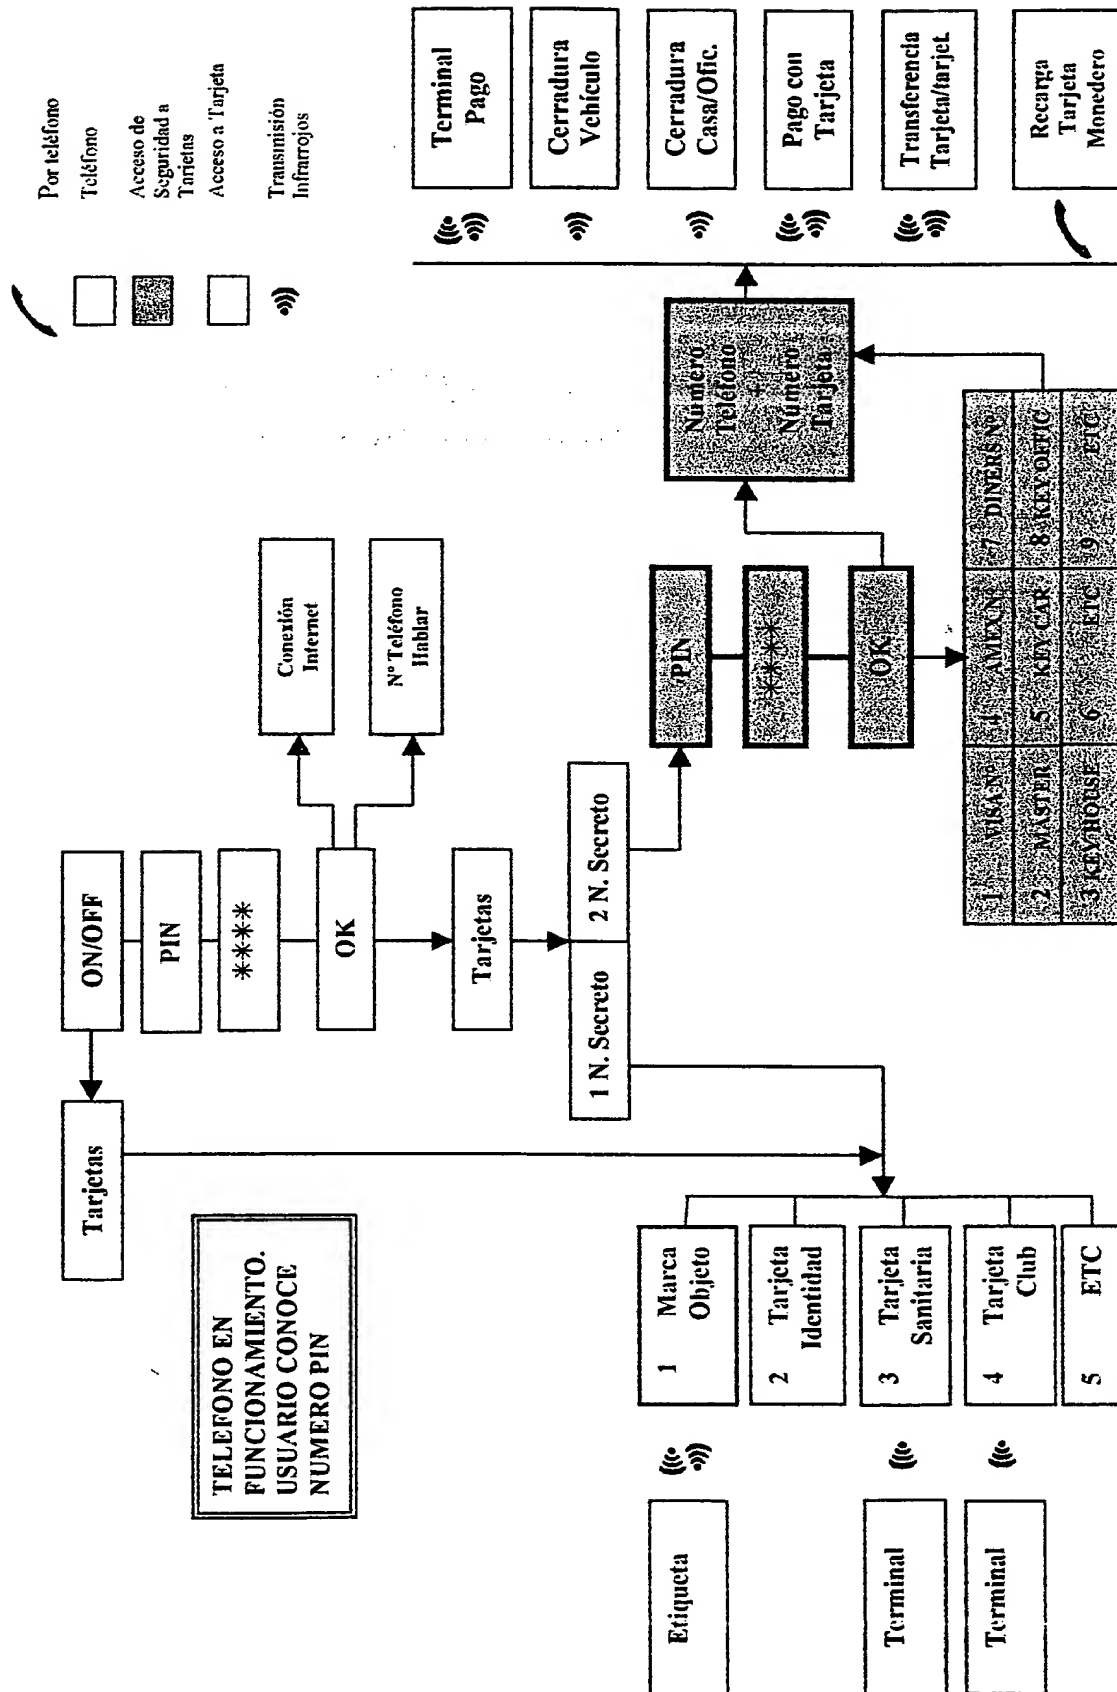 TELEFONO EN
FUNCIONAMIENTO.
USUARIO CONOCE
NUMERO PIN
Tarjetas
ON/OFF
PIN
****
OK
Conexión
Internet
Nº Teléfono
Hablar
Tarjetas
1 N. Secreto
2 N. Secreto
Por teléfono
Teléfono
Acceso de
Seguridad a
Tarjetas
Acceso a Tarjeta
Transmisión
Infrarrojos
Etiqueta
Terminal
Terminal
1 Marca
Objeto
2 Tarjeta
Identidad
3 Tarjeta
Sanitaria
4 Tarjeta
Club
5 ETC
PIN
***
OK
1 VISA Nº 4 AMEX Nº 7 DINERS Nº
2 MASTER 5 KEY CAR 8 KEY OFFIC
3 KEY HOUSE 6 ETC 9 ETC
Numero
Teléfono
+
Número
Tarjeta
Terminal
Pago
Cerradura
Vehículo
Cerradura
Casa/Ofic.
Pago con
Tarjeta
Transferencia
Tarjeta/tarjet.
Recarga
Tarjeta
Monedero